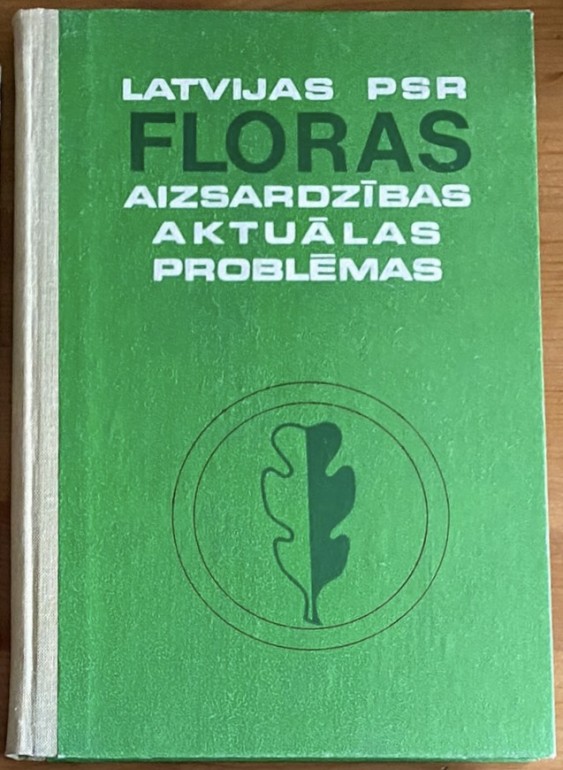 LATVIJAS PSR
FLORAS
AIZSARDZĪBAS
AKTUĀLAS
PROBLĒMAS